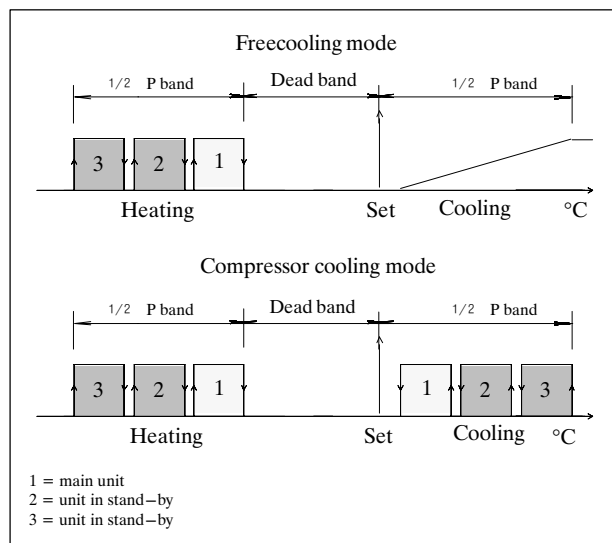 Freecooling mode
1/2 P band Dead band 1/2 P band
3 2 1
Heating Set Cooling °C
Compressor cooling mode
1/2 P band Dead band 1/2 P band
3 2 1 1 2 3
Heating Set Cooling °C
1 = main unit
2 = unit in stand−by
3 = unit in stand−by